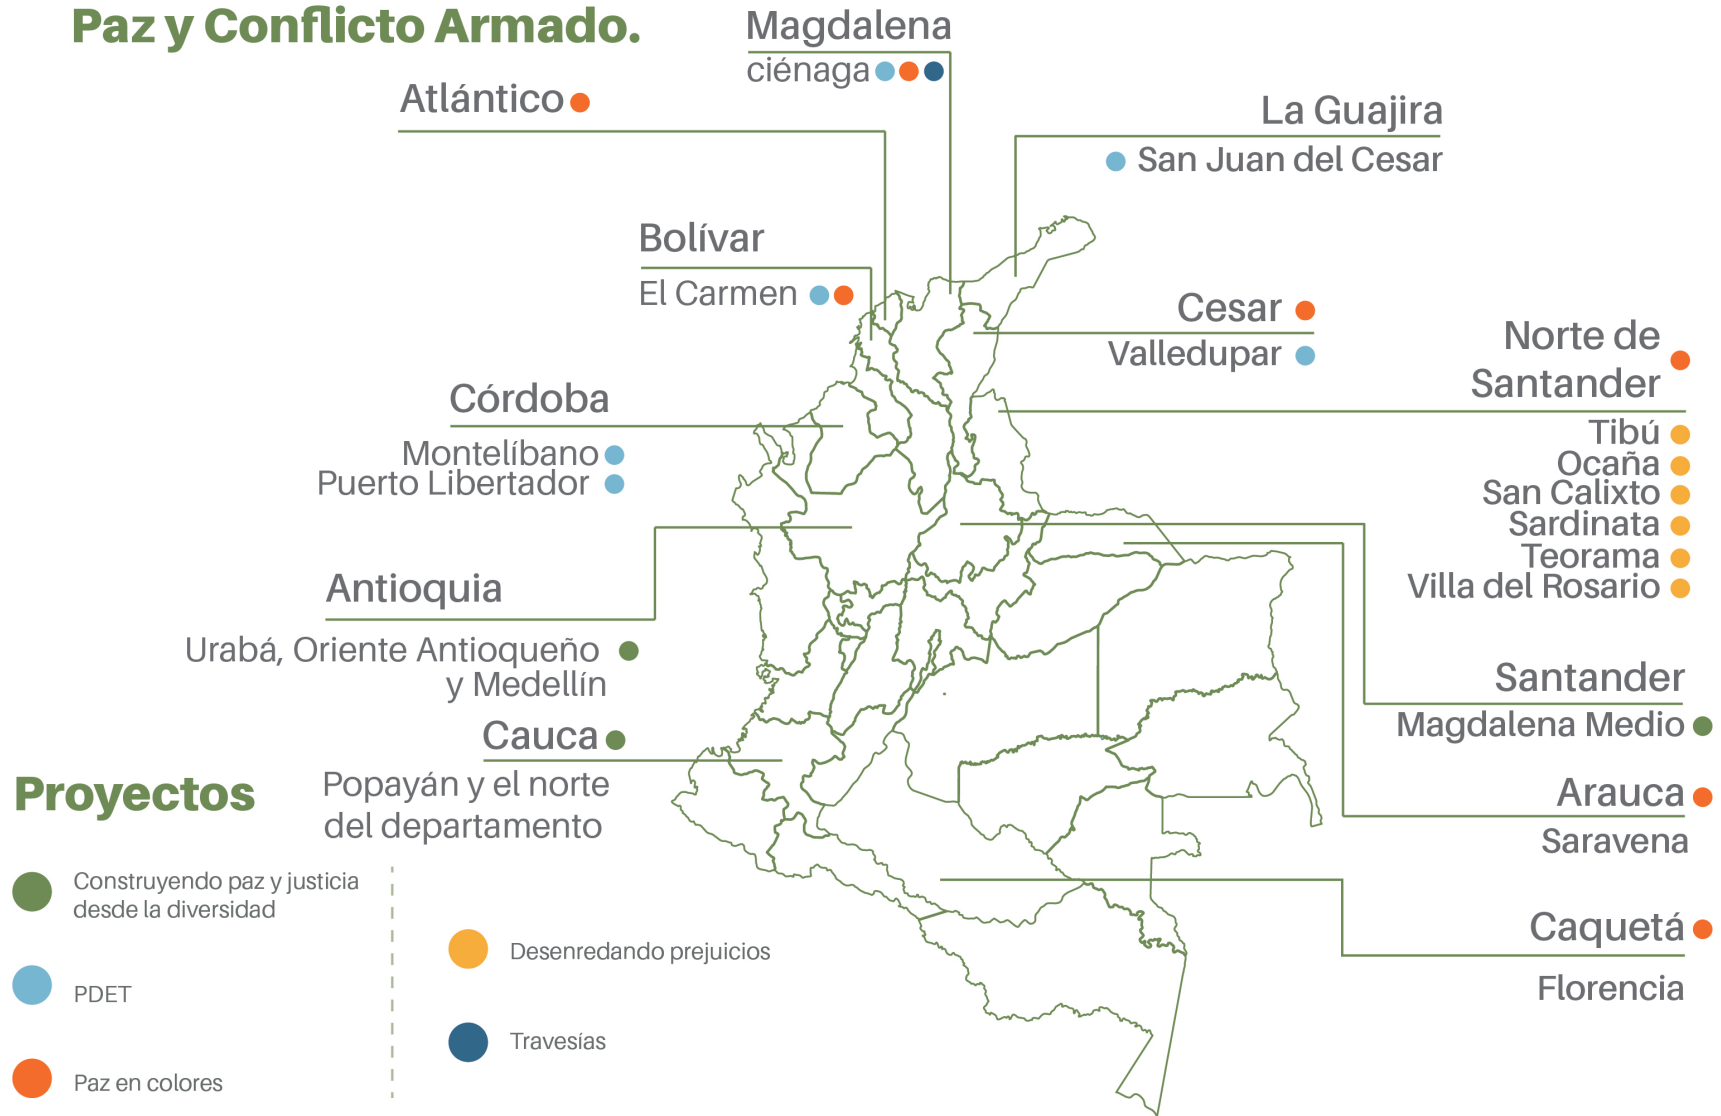 Paz y Conflicto Armado.
Magdalena
ciénaga
Atlántico
La Guajira
San Juan del Cesar
Bolívar
El Carmen
Cesar
Valledupar
Norte de
Santander
Tibú
Ocaña
San Calixto
Sardinata
Teorama
Villa del Rosario
Córdoba
Montelíbano
Puerto Libertador
Antioquia
Urabá, Oriente Antioqueño
y Medellín
Santander
Magdalena Medio
Cauca
Popayán y el norte
del departamento
Arauca
Saravena
Caquetá
Florencia
Proyectos
Construyendo paz y justicia
desde la diversidad
PDET
Paz en colores
Desenredando prejuicios
Travesías